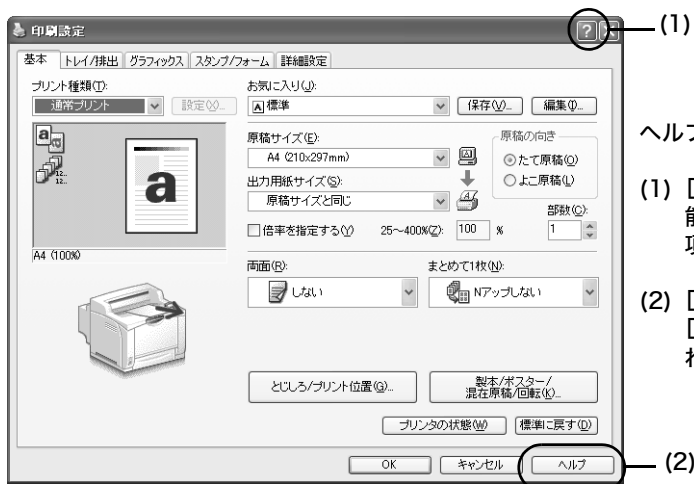 印刷設定
(1)
基本 トレイ/排出 グラフィックス スタンプ/フォーム 詳細設定
プリント種類(T):
通常プリント 設定(X)...
お気に入り(J):
標準 保存(V)... 編集(I)...
原稿サイズ(E):
A4 (210x297mm)
出力用紙サイズ(S):
原稿サイズと同じ
原稿の向き
たて原稿(O)
よこ原稿(L)
倍率を指定する(Y) 25〜400%(Z): 100 %
部数(C):
1
A4 (100%)
両面(R):
しない
まとめて1枚(N):
Nアップしない
とじしろ/プリント位置(G)...
製本/ポスター/
混在原稿/回転(K)...
プリンタの状態(W) 標準に戻す(D)
OK キャンセル ヘルプ
(2)
ヘルプ
(1) [
能
項
(2) [
[
れ